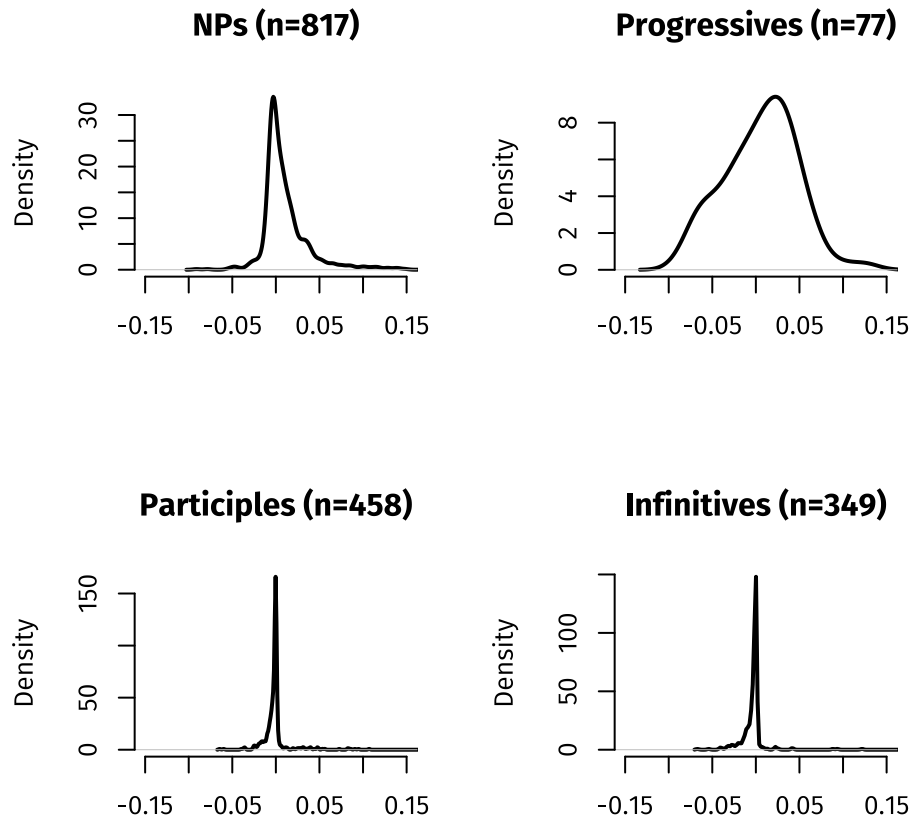 NPs (n=817)
Density
0 10 20 30
-0.15 -0.05 0.05 0.15
Progressives (n=77)
Density
0 2 4 8
-0.15 -0.05 0.05 0.15
Participles (n=458)
Density
0 50 150
-0.15 -0.05 0.05 0.15
Infinitives (n=349)
Density
0 50 100
-0.15 -0.05 0.05 0.15